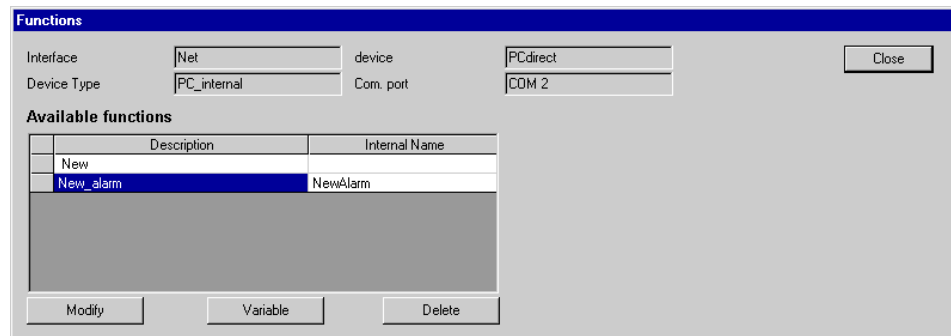 Functions
Interface Net device PCdirect Close
Device Type PC_internal Com. port COM 2
Available functions
Description Internal Name
New
New_alarm NewAlarm
Modify Variable Delete